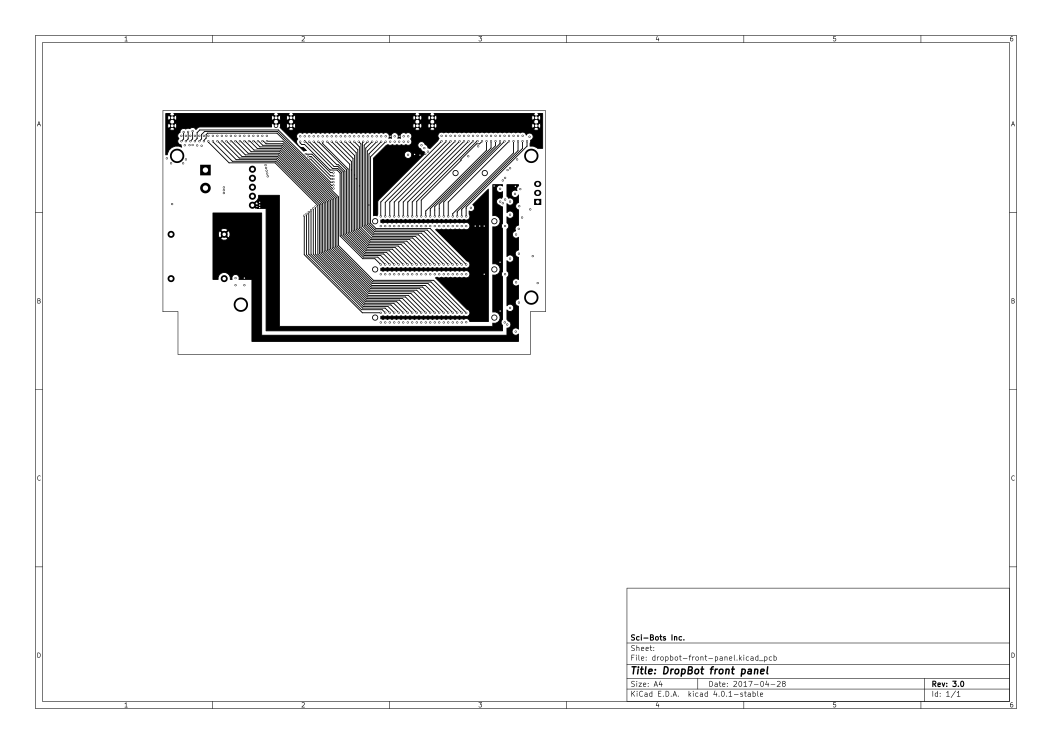 1 2 3 4 5 6
A A
B B
C C
Sci-Bots Inc.
Sheet:
File: dropbot-front-panel.kicad_pcb
D D
Title: DropBot front panel
Size: A4 Date: 2017-04-28 Rev: 3.0
KiCad E.D.A. kicad 4.0.1-stable Id: 1/1
1 2 3 4 5 6